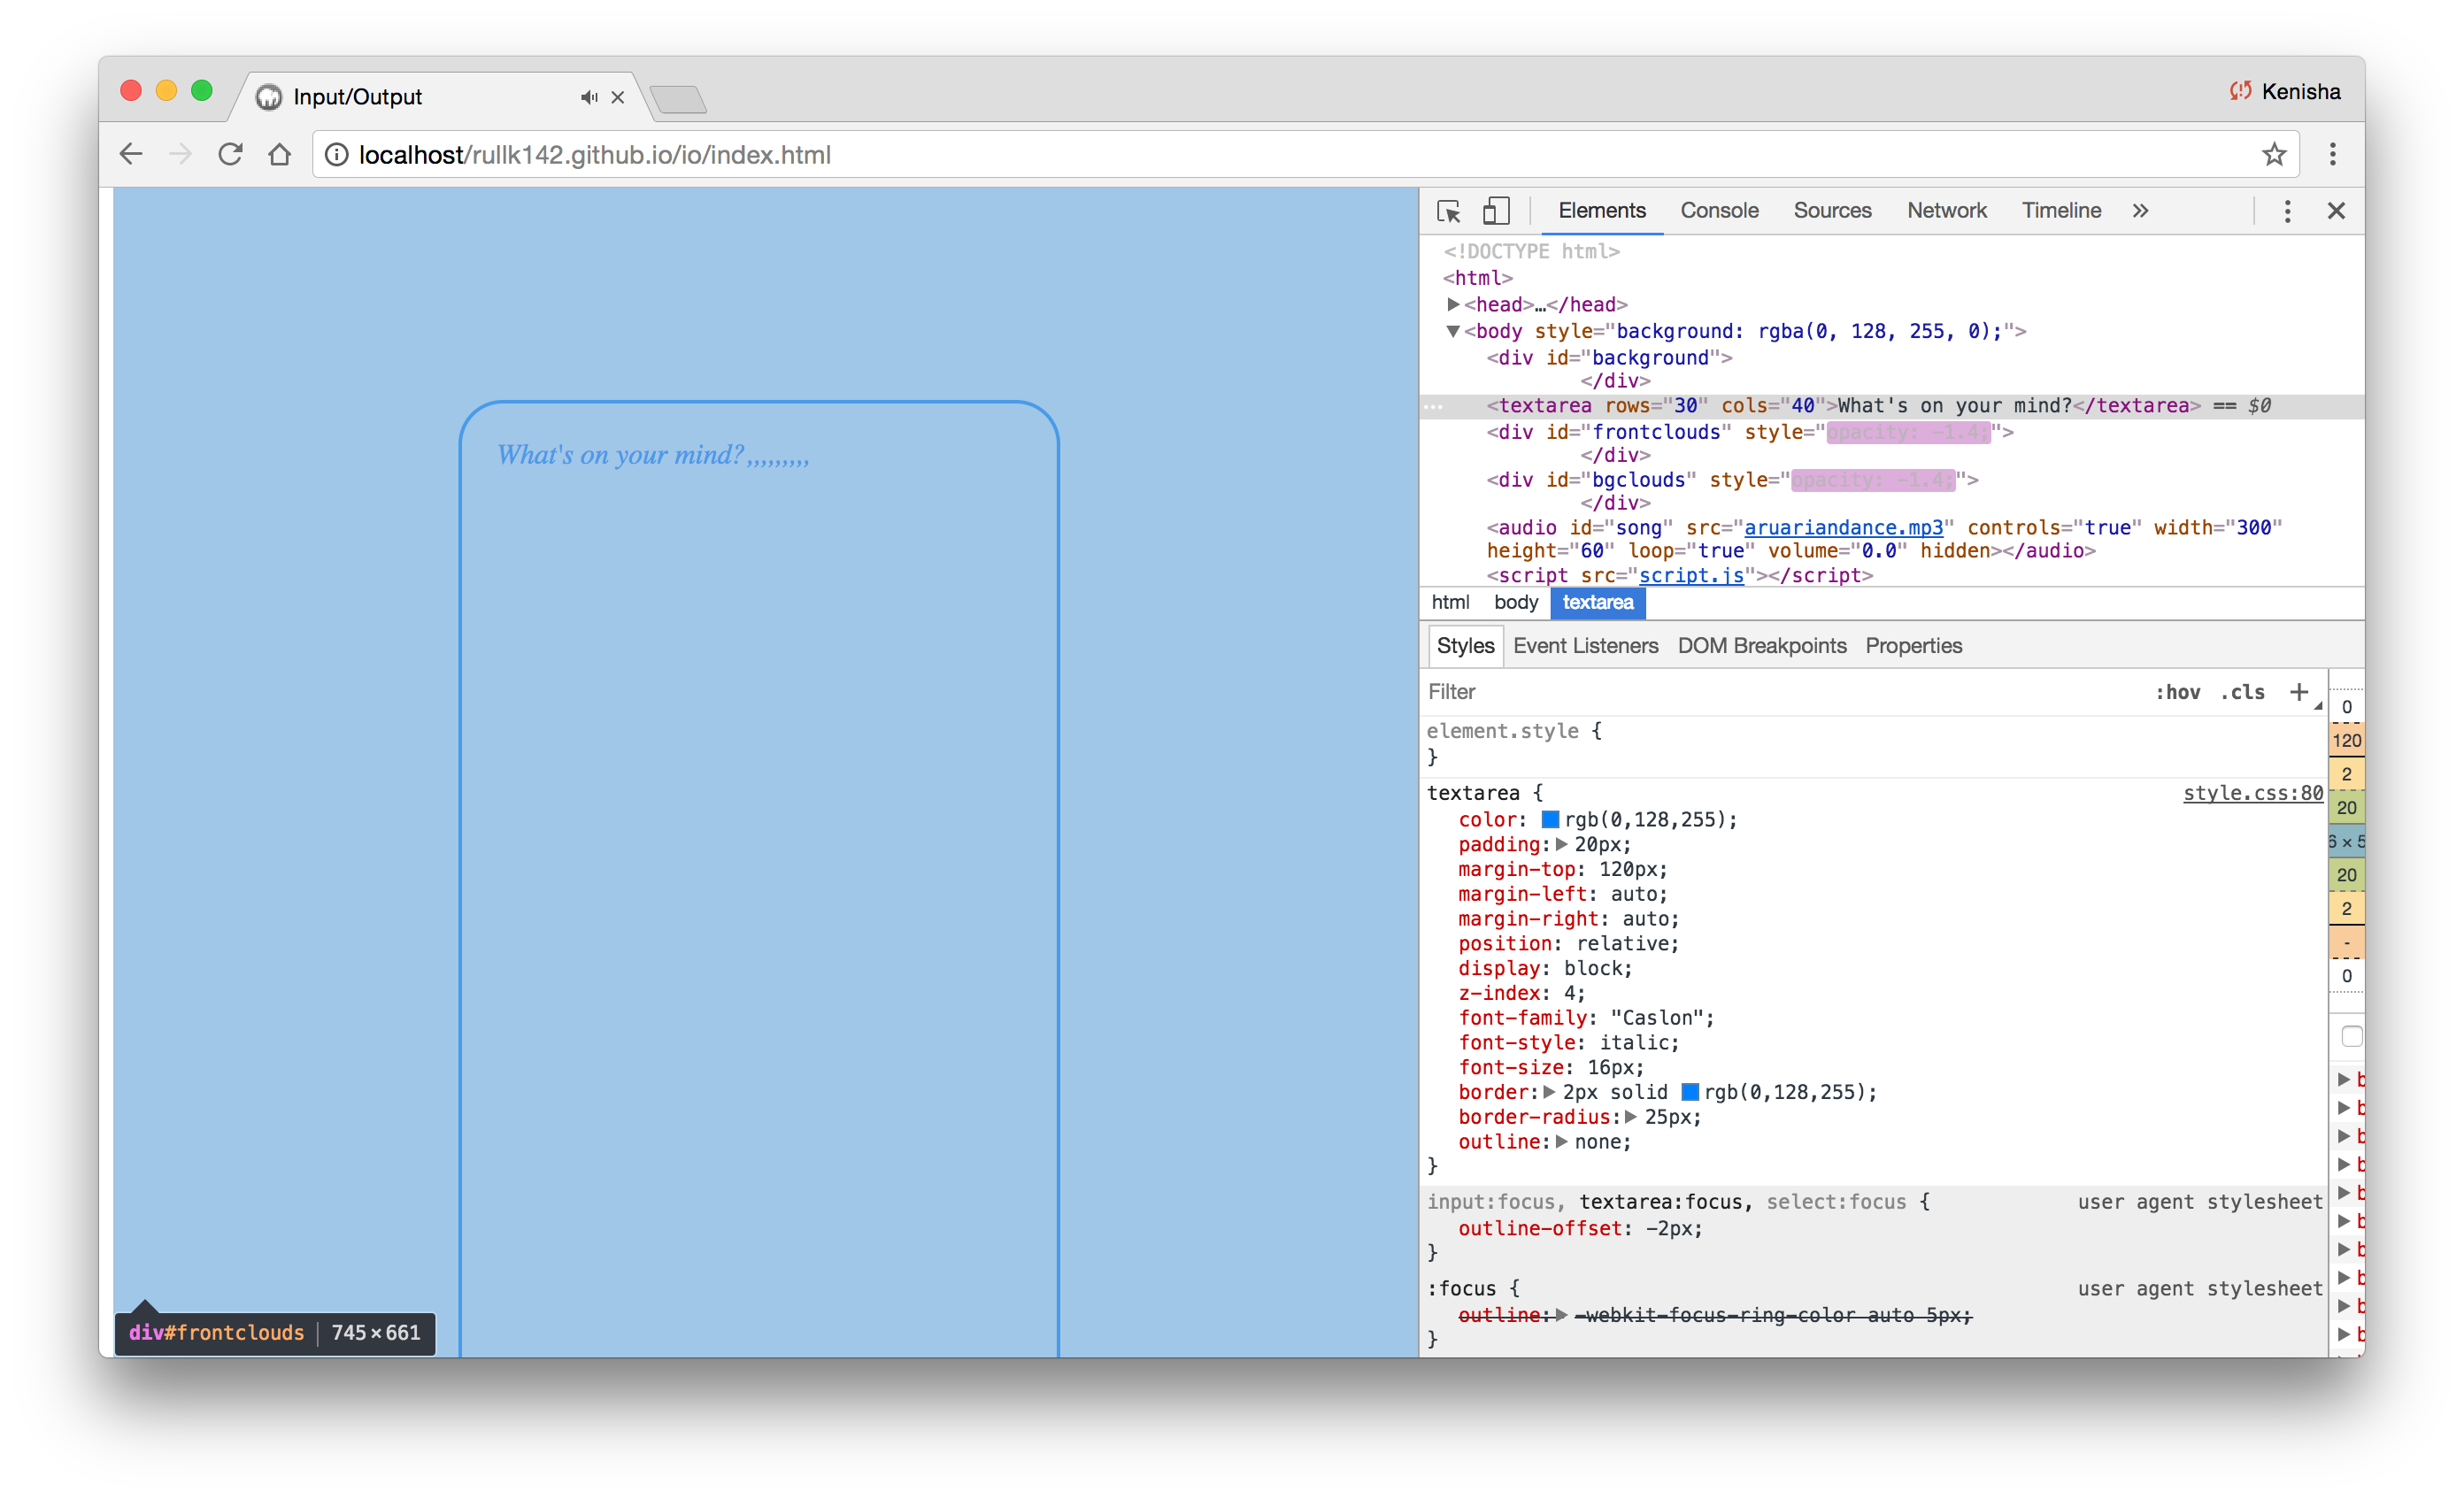 Input/Output
Kenisha
localhost/rullk142.github.io/io/index.html
What's on your mind?,,,,,,,,,
div#frontclouds | 745×661
Elements Console Sources Network Timeline »
<!DOCTYPE html>
<html>
<head>…</head>
<body style="background: rgba(0, 128, 255, 0);">
<div id="background">
</div>
… <textarea rows="30" cols="40">What's on your mind?</textarea> == $0
<div id="frontclouds" style="opacity: -1.4;">
</div>
<div id="bgclouds" style="opacity: -1.4;">
</div>
<audio id="song" src="aruariandance.mp3" controls="true" width="300"
height="60" loop="true" volume="0.0" hidden></audio>
<script src="script.js"></script>
html body textarea
Styles Event Listeners DOM Breakpoints Properties
Filter :hov .cls +
element.style {
}
textarea { style.css:80
color: rgb(0,128,255);
padding: 20px;
margin-top: 120px;
margin-left: auto;
margin-right: auto;
position: relative;
display: block;
z-index: 4;
font-family: "Caslon";
font-style: italic;
font-size: 16px;
border: 2px solid rgb(0,128,255);
border-radius: 25px;
outline: none;
}
input:focus, textarea:focus, select:focus { user agent stylesheet
outline-offset: -2px;
}
:focus { user agent stylesheet
outline: -webkit-focus-ring-color auto 5px;
}
0
120
2
20
6 × 5
20
2
-
0
b
b
b
b
b
b
b
b
b
b